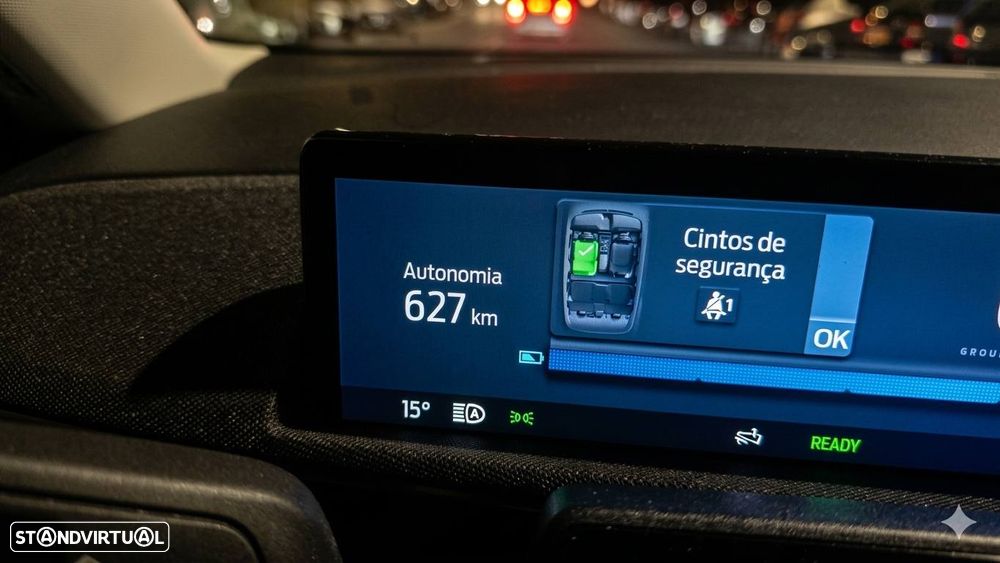 Autonomia
627 km
Cintos de
segurança
1
OK
GROU
15°
A
READY
STANDVIRTUAL